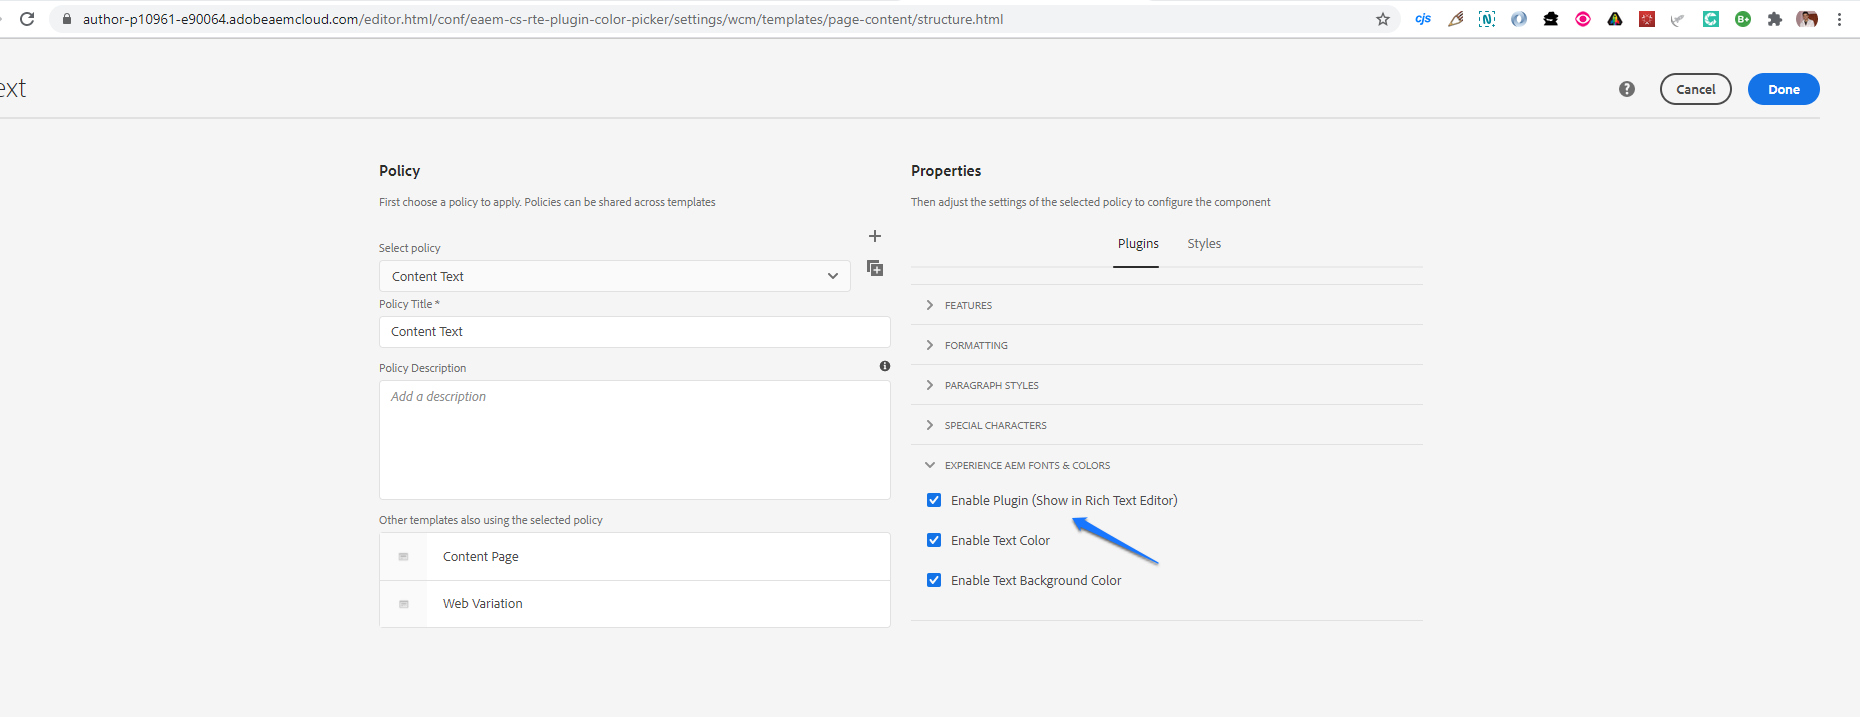 author-p10961-e90064.adobeaemcloud.com/editor.html/conf/eaem-cs-rte-plugin-color-picker/settings/wcm/templates/page-content/structure.html
cjs
N
B+
ext
?
Cancel
Done
Policy
First choose a policy to apply. Policies can be shared across templates
Select policy
Content Text
Policy Title *
Content Text
Policy Description
Add a description
Other templates also using the selected policy
Content Page
Web Variation
Properties
Then adjust the settings of the selected policy to configure the component
Plugins
Styles
FEATURES
FORMATTING
PARAGRAPH STYLES
SPECIAL CHARACTERS
EXPERIENCE AEM FONTS & COLORS
Enable Plugin (Show in Rich Text Editor)
Enable Text Color
Enable Text Background Color